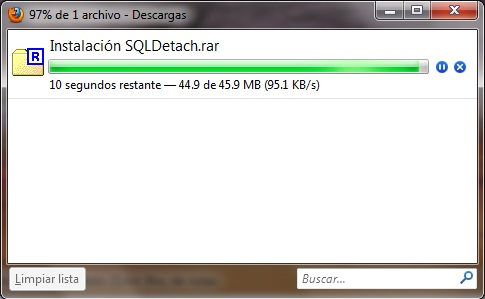 97% de 1 archivo - Descargas
Instalación SQLDetach.rar
R
10 segundos restante — 44.9 de 45.9 MB (95.1 KB/s)
Limpiar lista
Buscar...